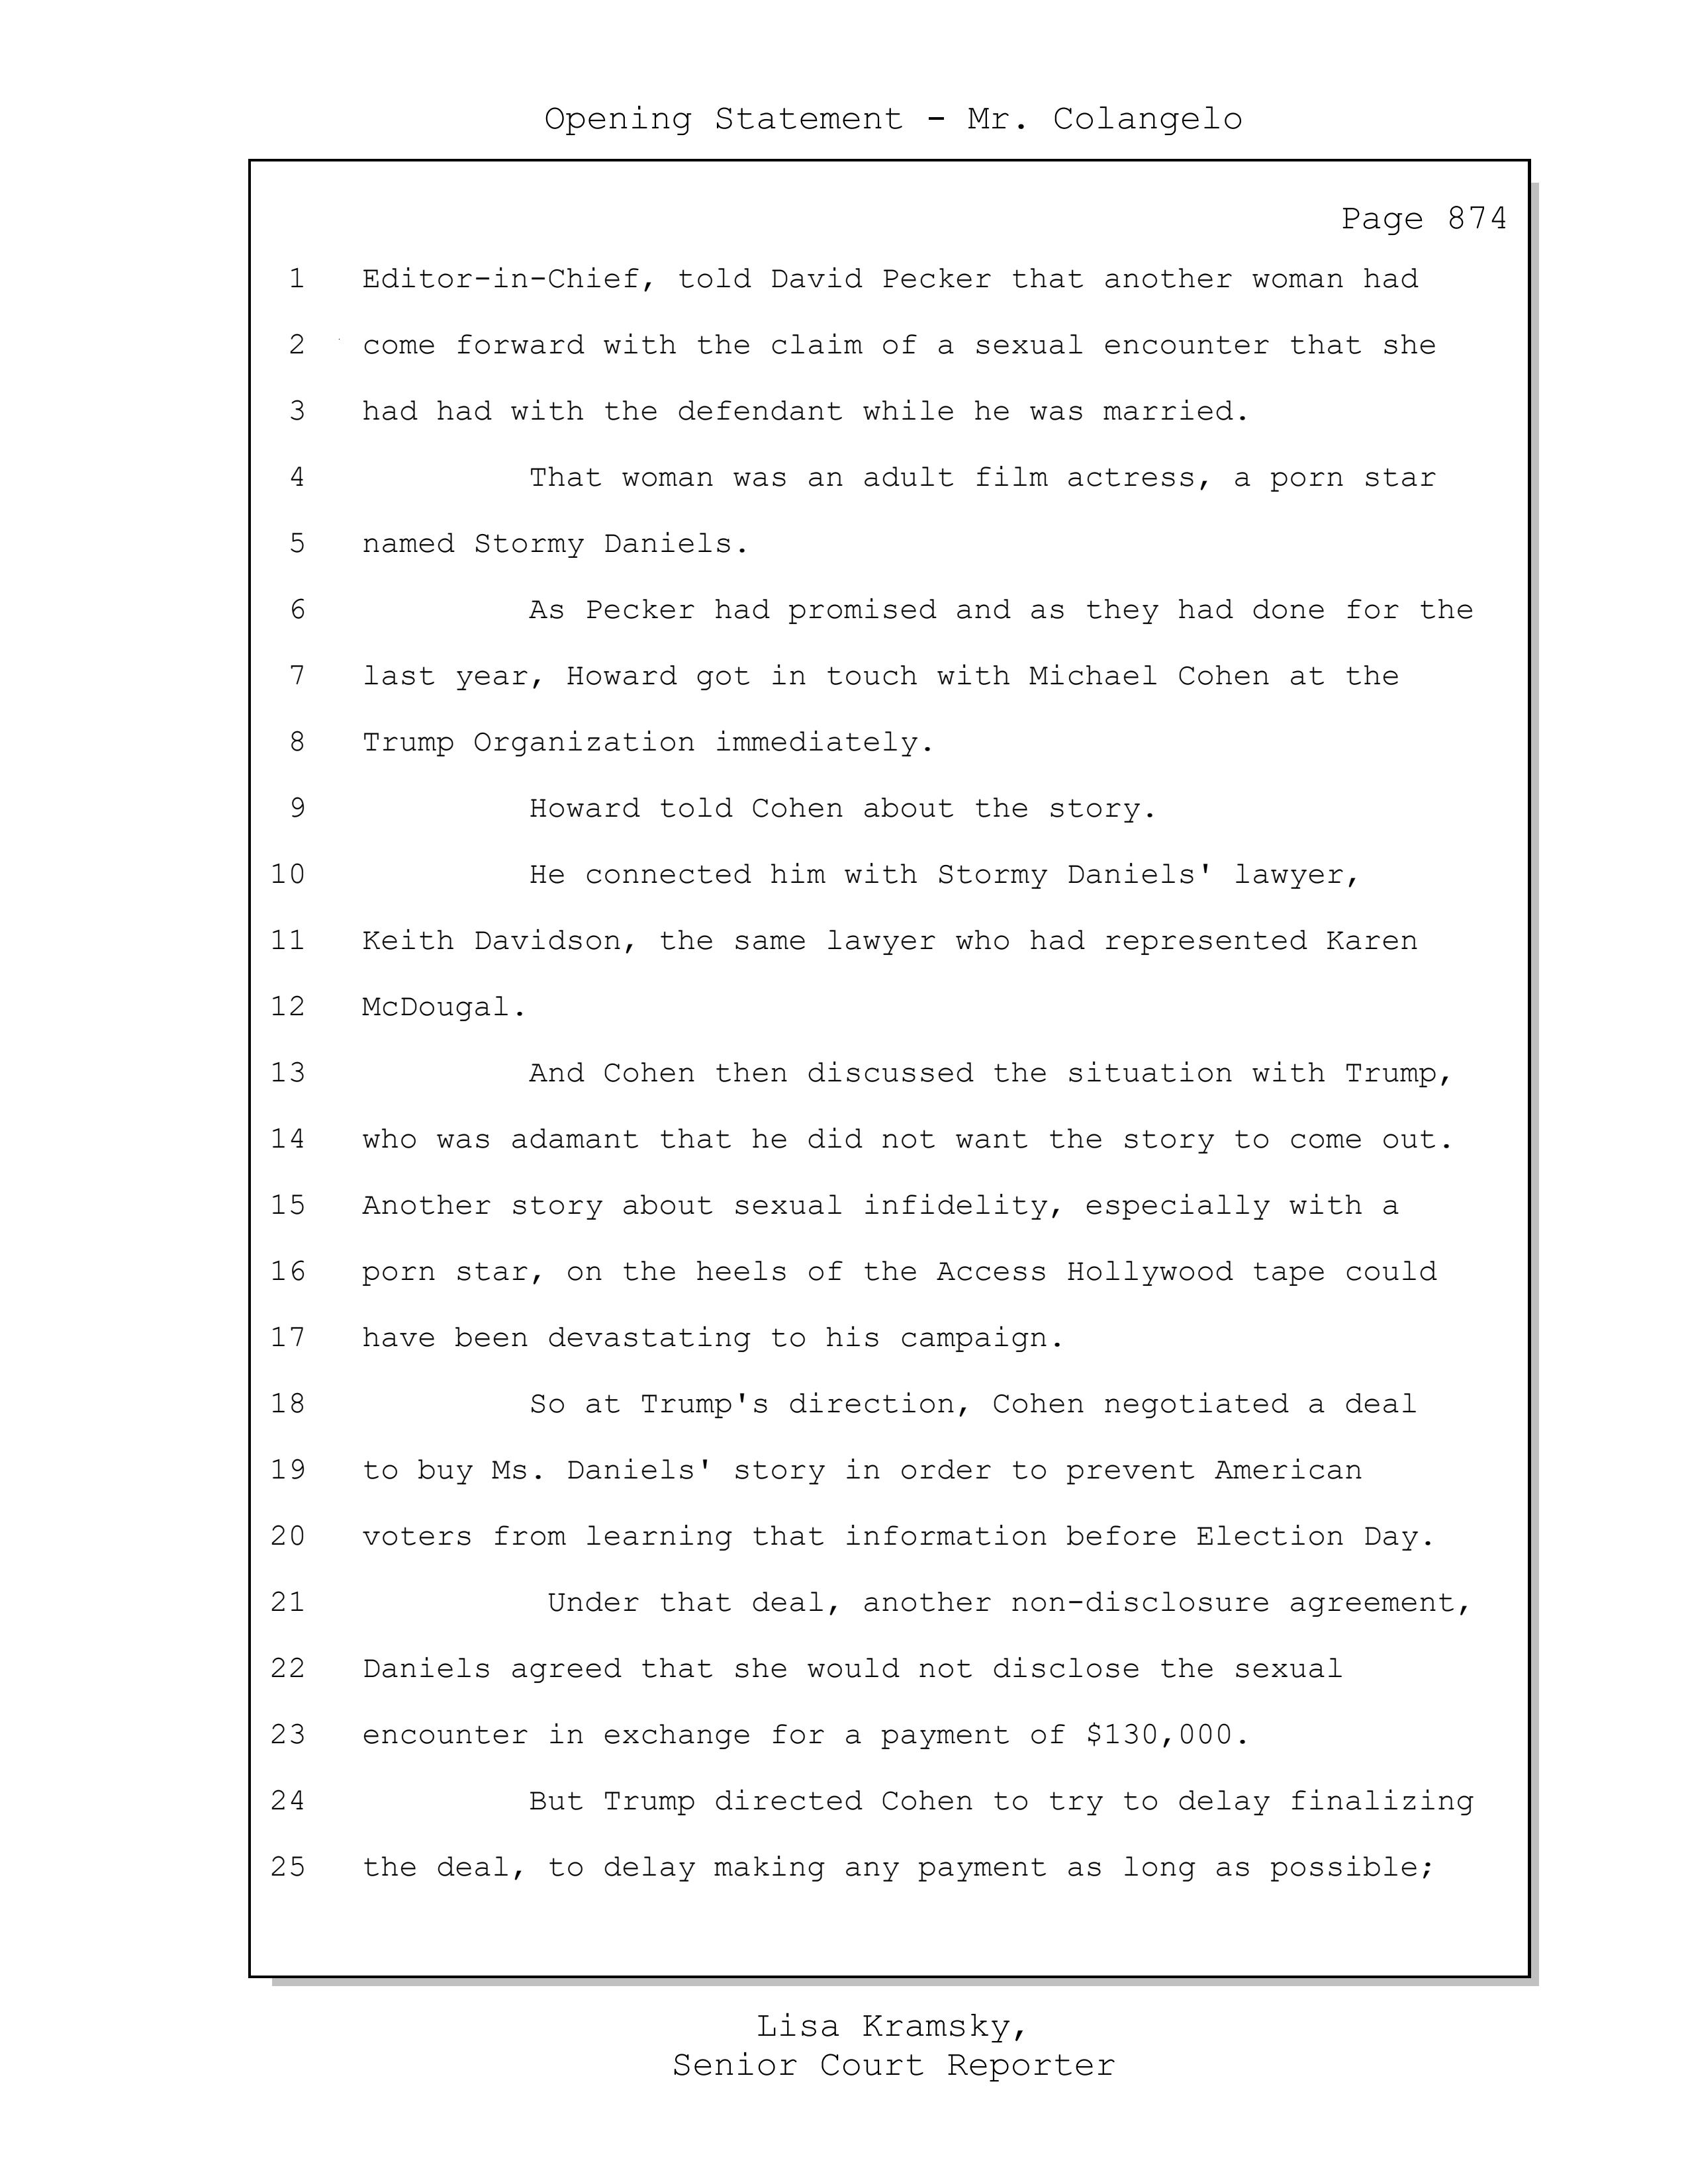 Opening Statement - Mr. Colangelo
Page 874
1 Editor-in-Chief, told David Pecker that another woman had
2 come forward with the claim of a sexual encounter that she
3 had had with the defendant while he was married.
4 That woman was an adult film actress, a porn star
5 named Stormy Daniels.
6 As Pecker had promised and as they had done for the
7 last year, Howard got in touch with Michael Cohen at the
8 Trump Organization immediately.
9 Howard told Cohen about the story.
10 He connected him with Stormy Daniels' lawyer,
11 Keith Davidson, the same lawyer who had represented Karen
12 McDougal.
13 And Cohen then discussed the situation with Trump,
14 who was adamant that he did not want the story to come out.
15 Another story about sexual infidelity, especially with a
16 porn star, on the heels of the Access Hollywood tape could
17 have been devastating to his campaign.
18 So at Trump's direction, Cohen negotiated a deal
19 to buy Ms. Daniels' story in order to prevent American
20 voters from learning that information before Election Day.
21 Under that deal, another non-disclosure agreement,
22 Daniels agreed that she would not disclose the sexual
23 encounter in exchange for a payment of $130,000.
24 But Trump directed Cohen to try to delay finalizing
25 the deal, to delay making any payment as long as possible;
Lisa Kramsky,
Senior Court Reporter